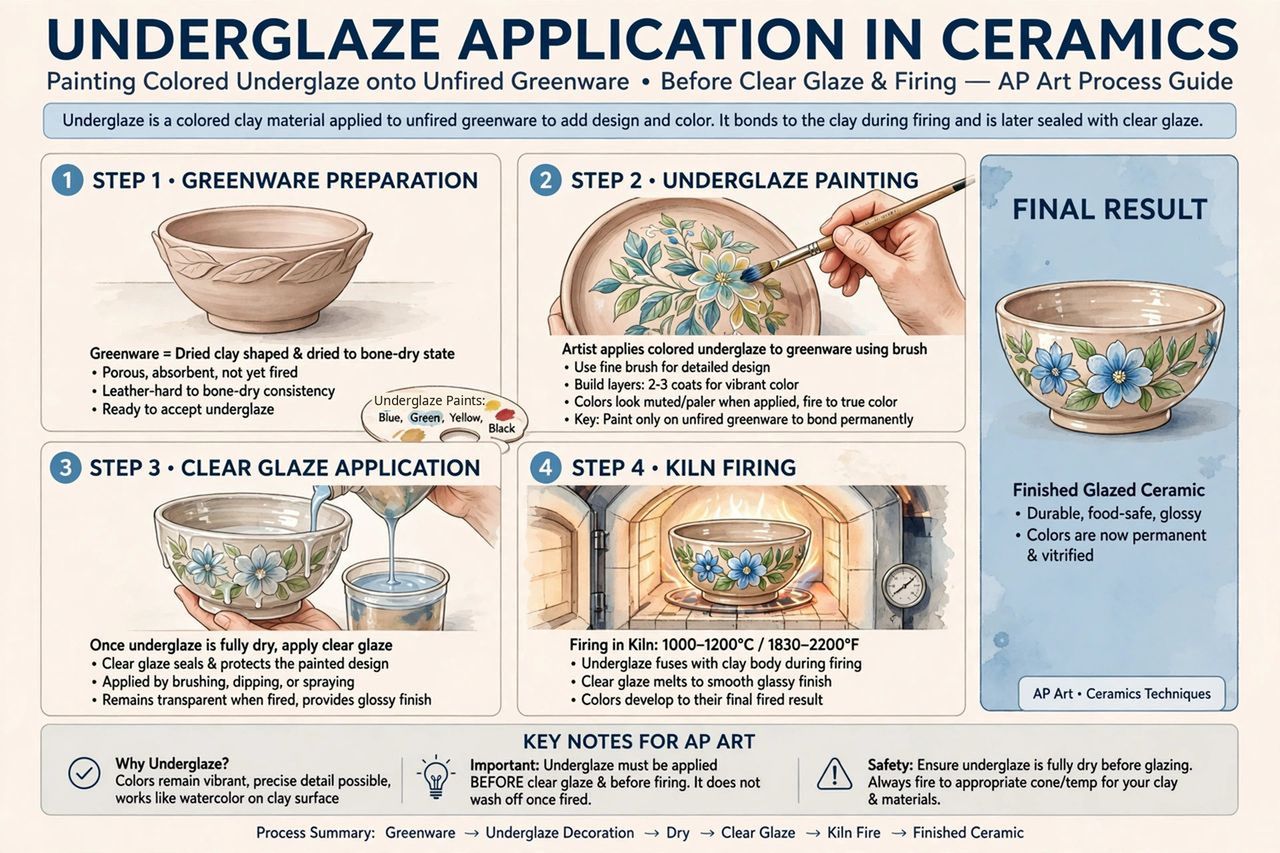 UNDERGLAZE APPLICATION IN CERAMICS
Painting Colored Underglaze onto Unfired Greenware • Before Clear Glaze & Firing — AP Art Process Guide
Underglaze is a colored clay material applied to unfired greenware to add design and color. It bonds to the clay during firing and is later sealed with clear glaze.
1 STEP 1 • GREENWARE PREPARATION
Greenware = Dried clay shaped & dried to bone-dry state
• Porous, absorbent, not yet fired
• Leather-hard to bone-dry consistency
• Ready to accept underglaze
Underglaze Paints:
Blue, Green, Yellow,
Black
2 STEP 2 • UNDERGLAZE PAINTING
Artist applies colored underglaze to greenware using brush
• Use fine brush for detailed design
• Build layers: 2-3 coats for vibrant color
• Colors look muted/paler when applied, fire to true color
• Key: Paint only on unfired greenware to bond permanently
3 STEP 3 • CLEAR GLAZE APPLICATION
Once underglaze is fully dry, apply clear glaze
• Clear glaze seals & protects the painted design
• Applied by brushing, dipping, or spraying
• Remains transparent when fired, provides glossy finish
4 STEP 4 • KILN FIRING
Firing in Kiln: 1000–1200°C / 1830–2200°F
• Underglaze fuses with clay body during firing
• Clear glaze melts to smooth glassy finish
• Colors develop to their final fired result
FINAL RESULT
Finished Glazed Ceramic
• Durable, food-safe, glossy
• Colors are now permanent
& vitrified
AP Art • Ceramics Techniques
KEY NOTES FOR AP ART
Why Underglaze?
Colors remain vibrant, precise detail possible,
works like watercolor on clay surface
Important: Underglaze must be applied
BEFORE clear glaze & before firing. It does not
wash off once fired.
Safety: Ensure underglaze is fully dry before glazing.
Always fire to appropriate cone/temp for your clay
& materials.
Process Summary: Greenware → Underglaze Decoration → Dry → Clear Glaze → Kiln Fire → Finished Ceramic